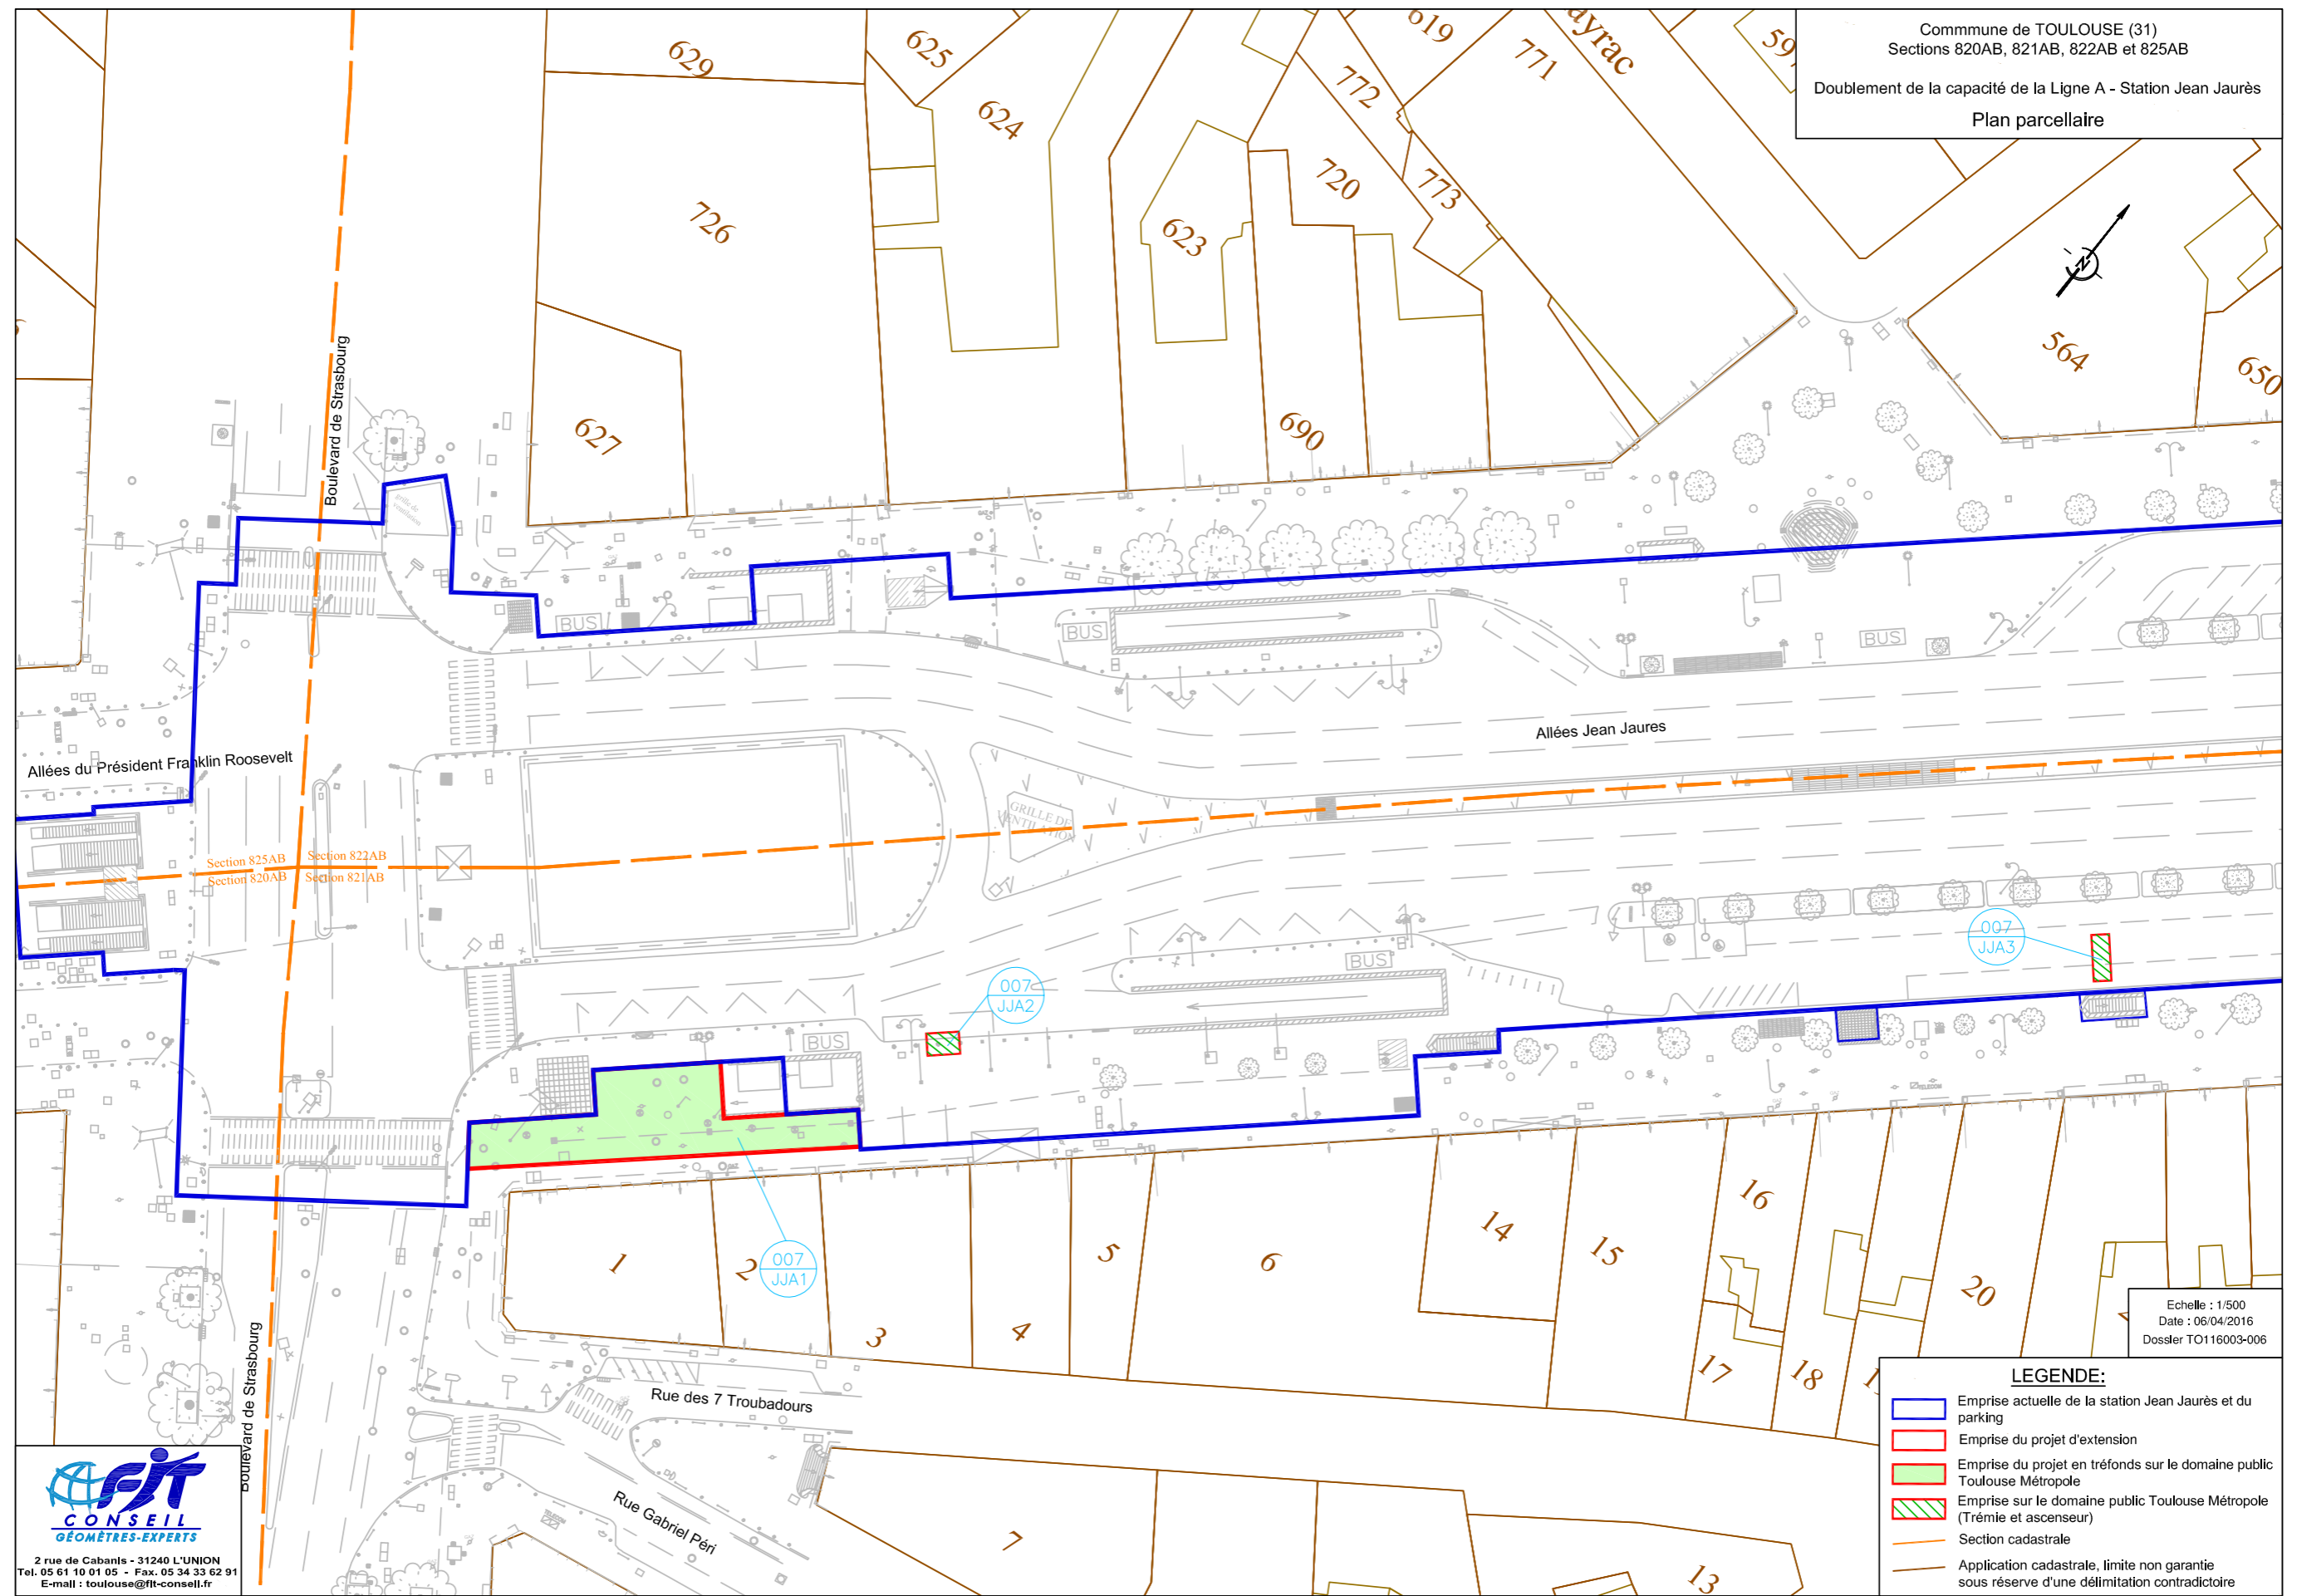 Commmune de TOULOUSE (31)
Sections 820AB, 821AB, 822AB et 825AB
Doublement de la capacité de la Ligne A - Station Jean Jaurès
Plan parcellaire
629
625
619
771
ayrac
772
624
726
720
773
623
564
650
627
690
Boulevard de Strasbourg
N
grille de ventilation
BUS
BUS
BUS
Allées Jean Jaures
Allées du Président Franklin Roosevelt
GRILLE DE
VENTILATION
Section 825AB
Section 822AB
Section 820AB
Section 821AB
007
JJA3
007
JJA2
BUS
BUS
007
JJA1
1
2
3
4
5
6
14
15
16
17
18
20
7
13
Rue des 7 Troubadours
Rue Gabriel Péri
Boulevard de Strasbourg
Echelle : 1/500
Date : 06/04/2016
Dossier TO116003-006
LEGENDE:
Emprise actuelle de la station Jean Jaurès et du
parking
Emprise du projet d'extension
Emprise du projet en tréfonds sur le domaine public
Toulouse Métropole
Emprise sur le domaine public Toulouse Métropole
(Trémie et ascenseur)
Section cadastrale
Application cadastrale, limite non garantie
sous réserve d'une délimitation contradictoire
FIT
CONSEIL
GÉOMÈTRES-EXPERTS
2 rue de Cabanis - 31240 L'UNION
Tel. 05 61 10 01 05 - Fax. 05 34 33 62 91
E-mail : toulouse@fit-conseil.fr